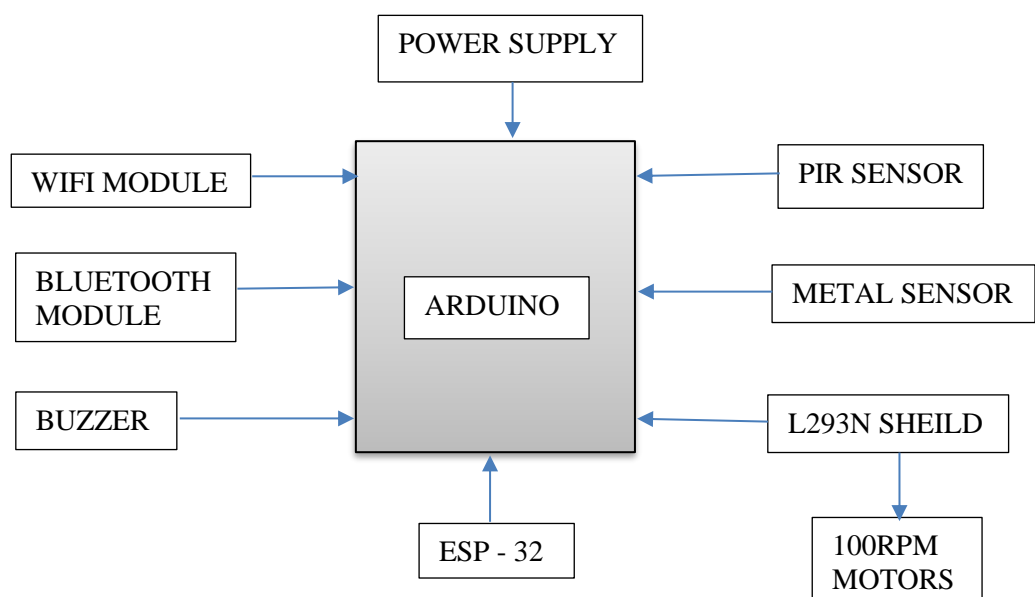 POWER SUPPLY
WIFI MODULE
PIR SENSOR
BLUETOOTH
MODULE
ARDUINO
METAL SENSOR
BUZZER
L293N SHEILD
ESP - 32
100RPM
MOTORS